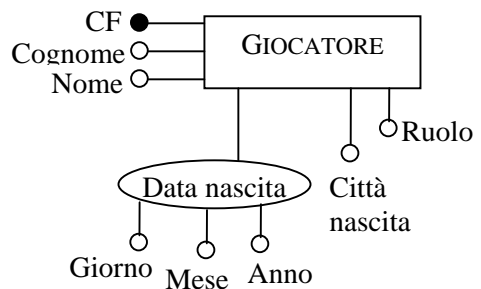 CF
GIOCATORE
Cognome
Nome
Ruolo
Data nascita
Città
nascita
Giorno
Mese
Anno